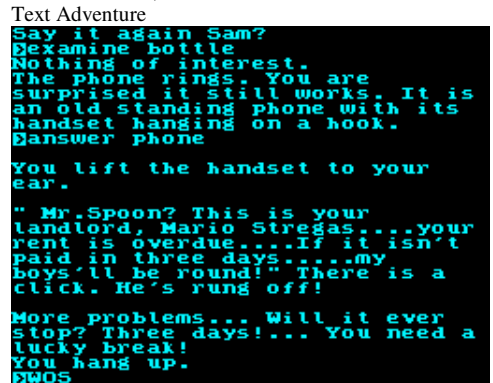 Text Adventure
Say it again Sam?
>examine bottle
Nothing of interest.
The phone rings. You are
surprised it still works. It is
an old standing phone with its
handset hanging on a hook.
>answer phone
You lift the handset to your
ear.
" Mr.Spoon? This is your
landlord, Mario Stregas....your
rent is overdue....If it isn't
paid in three days.....my
boys'll be round!" There is a
click. He's rung off!
More problems... Will it ever
stop? Three days!... You need a
lucky break!
You hang up.
>WOS